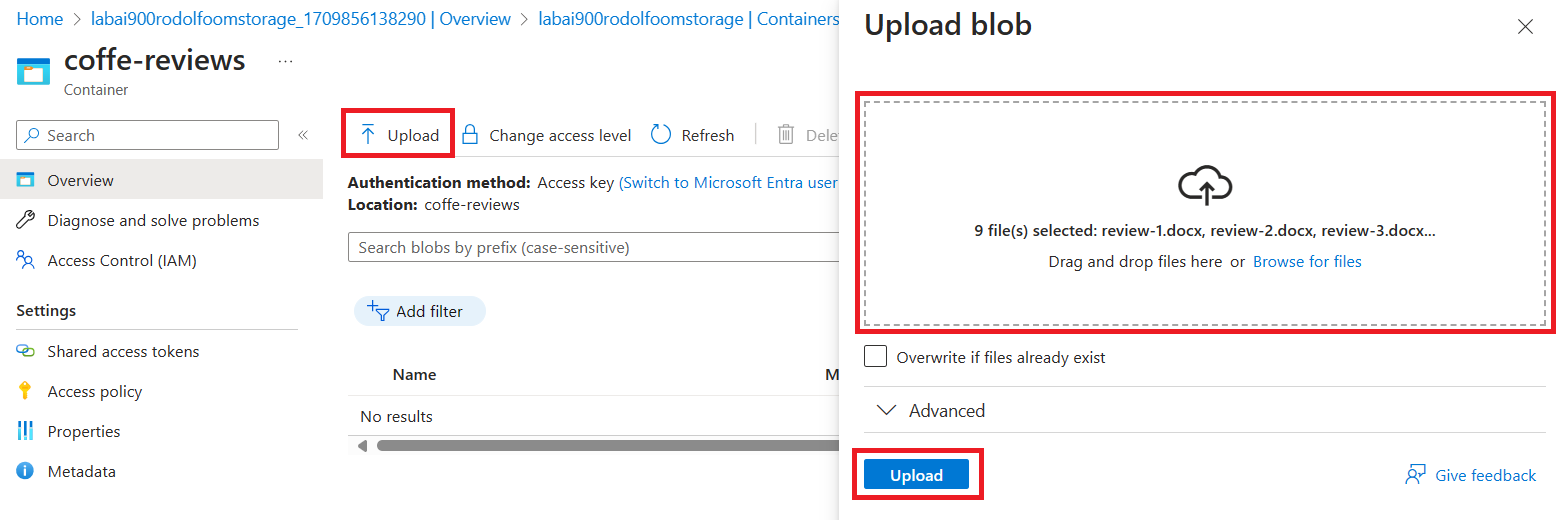 Home > labai900rodolfoomstorage_1709856138290 | Overview > labai900rodolfoomstorage | Containers
coffe-reviews ...
Container
Search
Overview
Diagnose and solve problems
Access Control (IAM)
Settings
Shared access tokens
Access policy
Properties
Metadata
Upload Change access level Refresh Dele
Authentication method: Access key (Switch to Microsoft Entra user
Location: coffe-reviews
Search blobs by prefix (case-sensitive)
Add filter
Name M
No results
Upload blob
9 file(s) selected: review-1.docx, review-2.docx, review-3.docx...
Drag and drop files here or Browse for files
Overwrite if files already exist
Advanced
Upload Give feedback